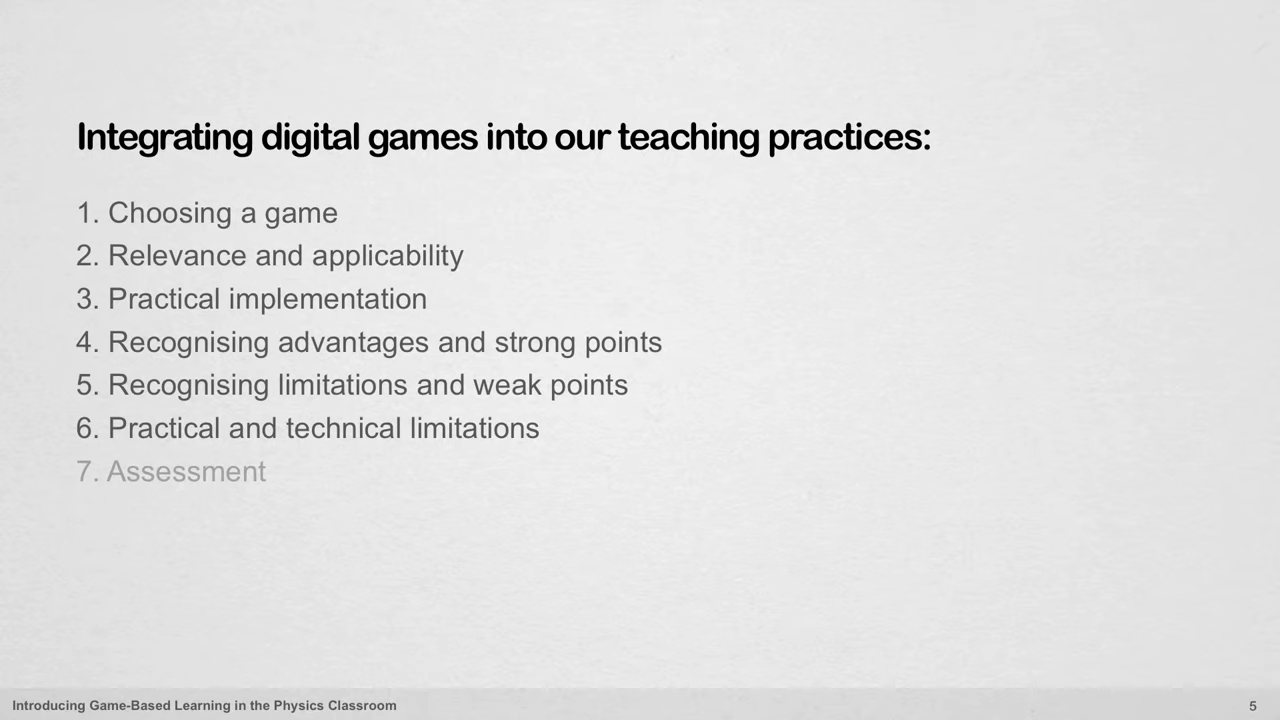 Integrating digital games into our teaching practices:
1. Choosing a game
2. Relevance and applicability
3. Practical implementation
4. Recognising advantages and strong points
5. Recognising limitations and weak points
6. Practical and technical limitations
7. Assessment
Introducing Game-Based Learning in the Physics Classroom
5